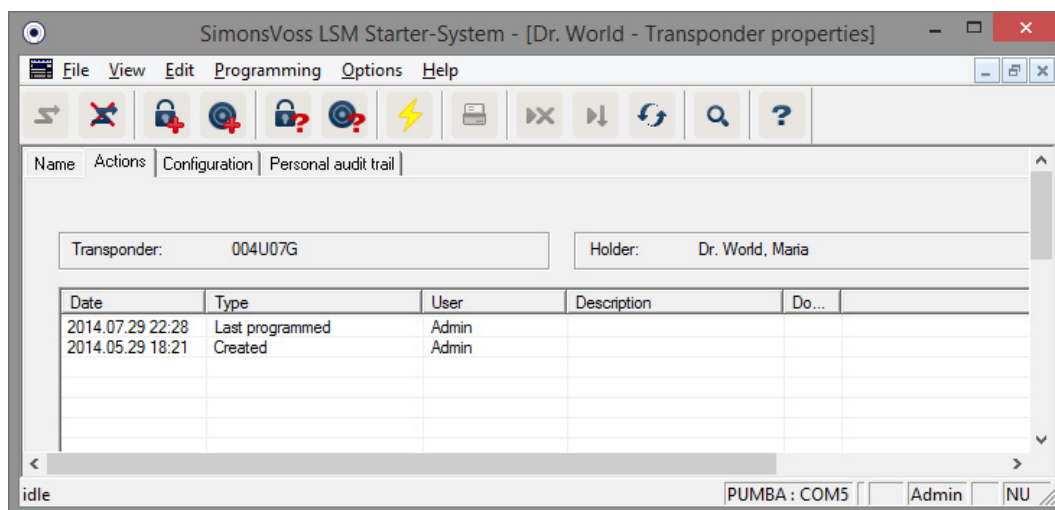 SimonsVoss LSM Starter-System - [Dr. World - Transponder properties]
File View Edit Programming Options Help
Name Actions Configuration Personal audit trail
Transponder: 004U07G Holder: Dr. World, Maria
Date Type User Description Do...
2014.07.29 22:28 Last programmed Admin
2014.05.29 18:21 Created Admin
idle PUMBA : COM5 Admin NU